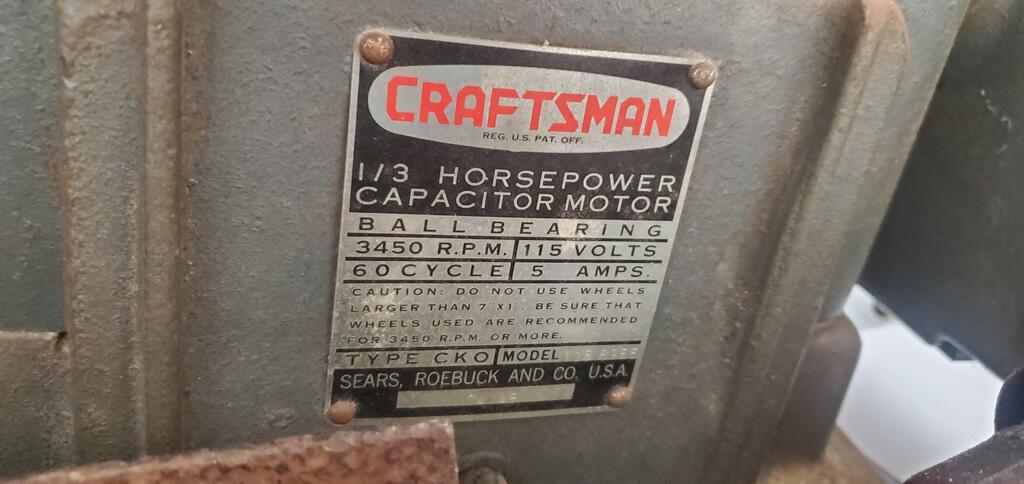 CRAFTSMAN
REG. U.S. PAT. OFF.
1/3 HORSEPOWER
CAPACITOR MOTOR
BALL BEARING
3450 R.P.M. 115 VOLTS
60 CYCLE 5 AMPS.
CAUTION: DO NOT USE WHEELS
LARGER THAN 7 X 1". BE SURE THAT
WHEELS USED ARE RECOMMENDED
FOR 3450 R.P.M. OR MORE.
TYPE CKO MODEL
SEARS, ROEBUCK AND CO. U.S.A.